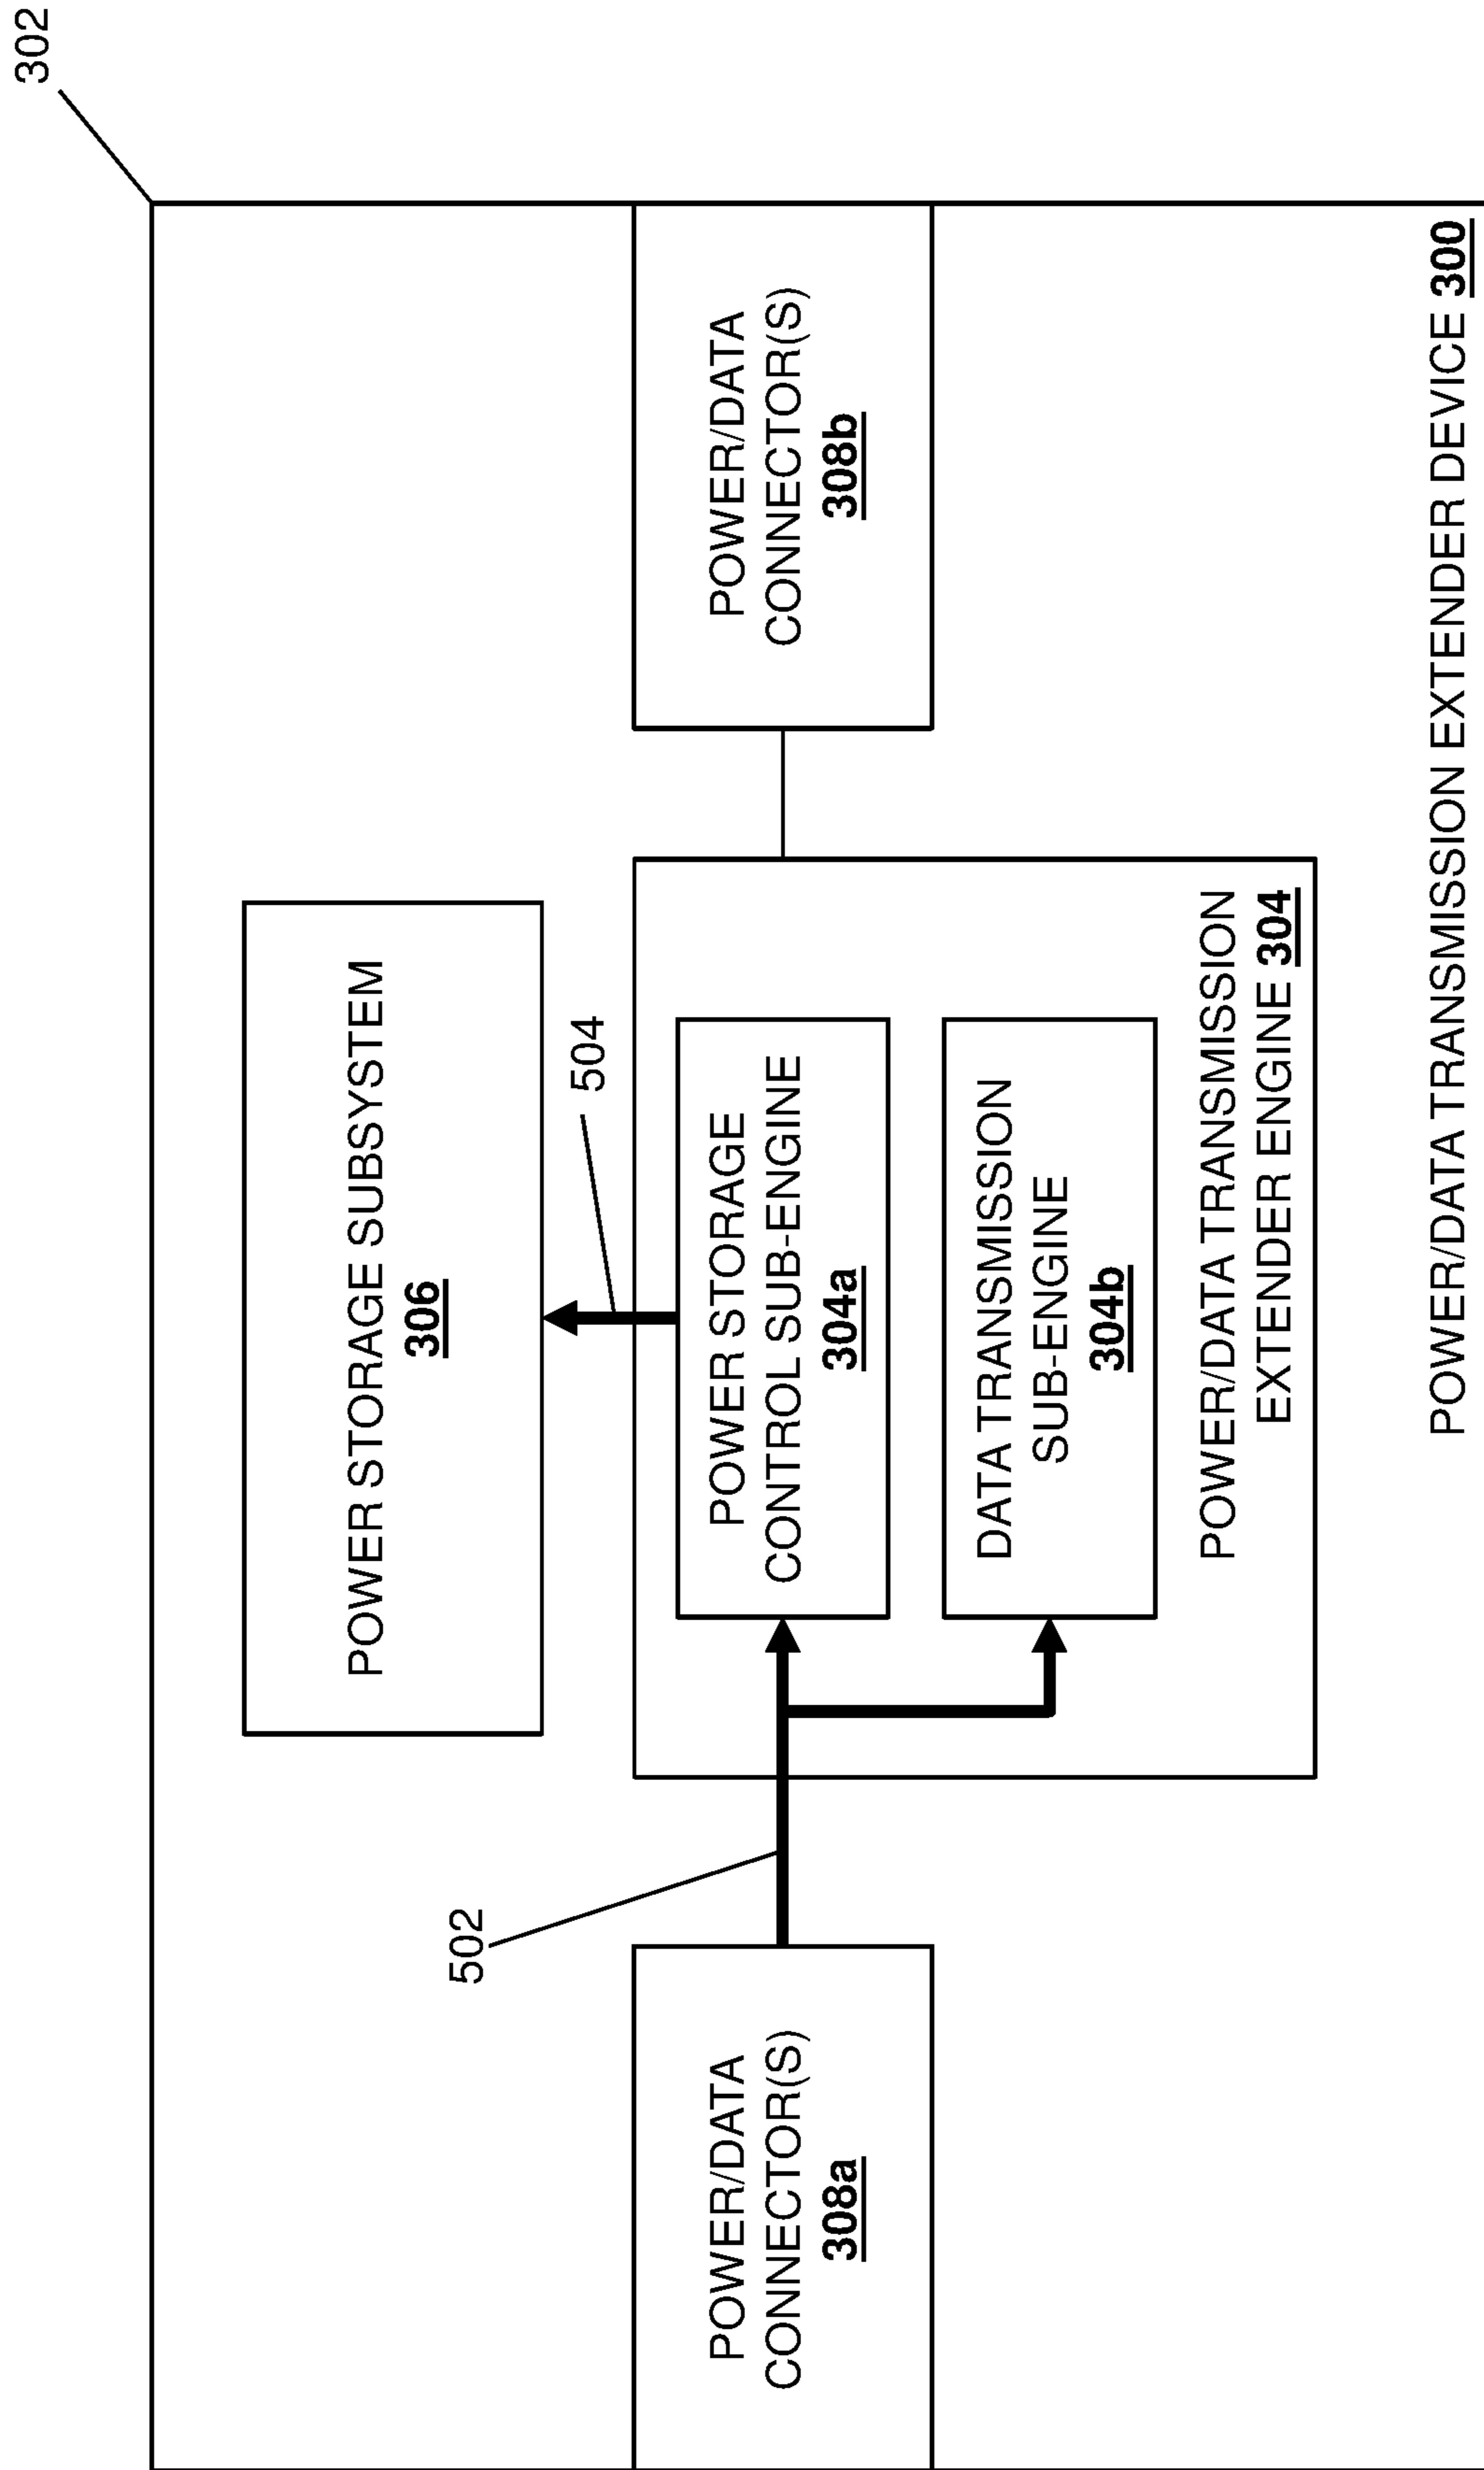 302
POWER STORAGE SUBSYSTEM
306
502
504
POWER/DATA
CONNECTOR(S)
308a
POWER STORAGE
CONTROL SUB-ENGINE
304a
POWER/DATA
CONNECTOR(S)
308b
DATA TRANSMISSION
SUB-ENGINE
304b
POWER/DATA TRANSMISSION
EXTENDER ENGINE 304
POWER/DATA TRANSMISSION EXTENDER DEVICE 300